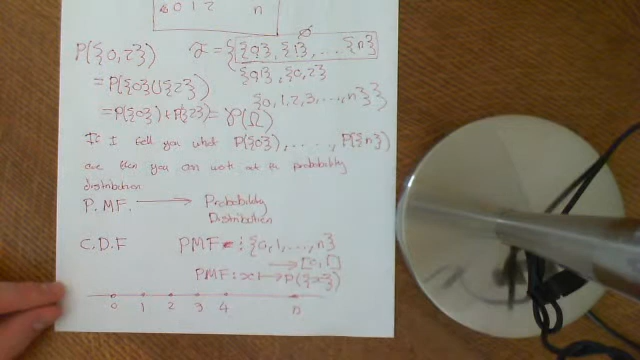 0 1 2 n
P({0,2}) F = { {0}, {1}, ... {n}
∅
= P({0}∪{2}) {0,1}, {0,2}
{0,1,2,3,...,n} }
= P({0}) + P({2}) = P(Ω)
If I tell you what P({0}), ......, P({n})
are then you can work out the probability
distribution
P.M.F. ⟶ Probability
Distribution
C.D.F PMF : {0,1,...,n}
⟶ [0,1]
PMF : x ⟼ P({x})
0 1 2 3 4 n